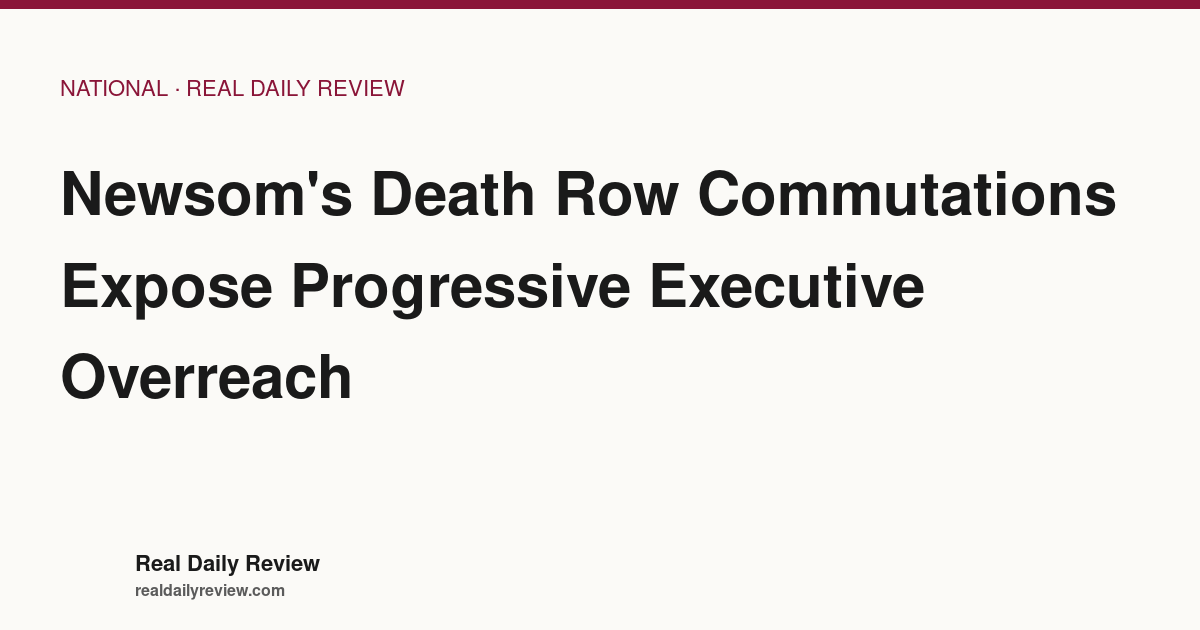 NATIONAL · REAL DAILY REVIEW
Newsom's Death Row Commutations
Expose Progressive Executive
Overreach
Real Daily Review
realdailyreview.com